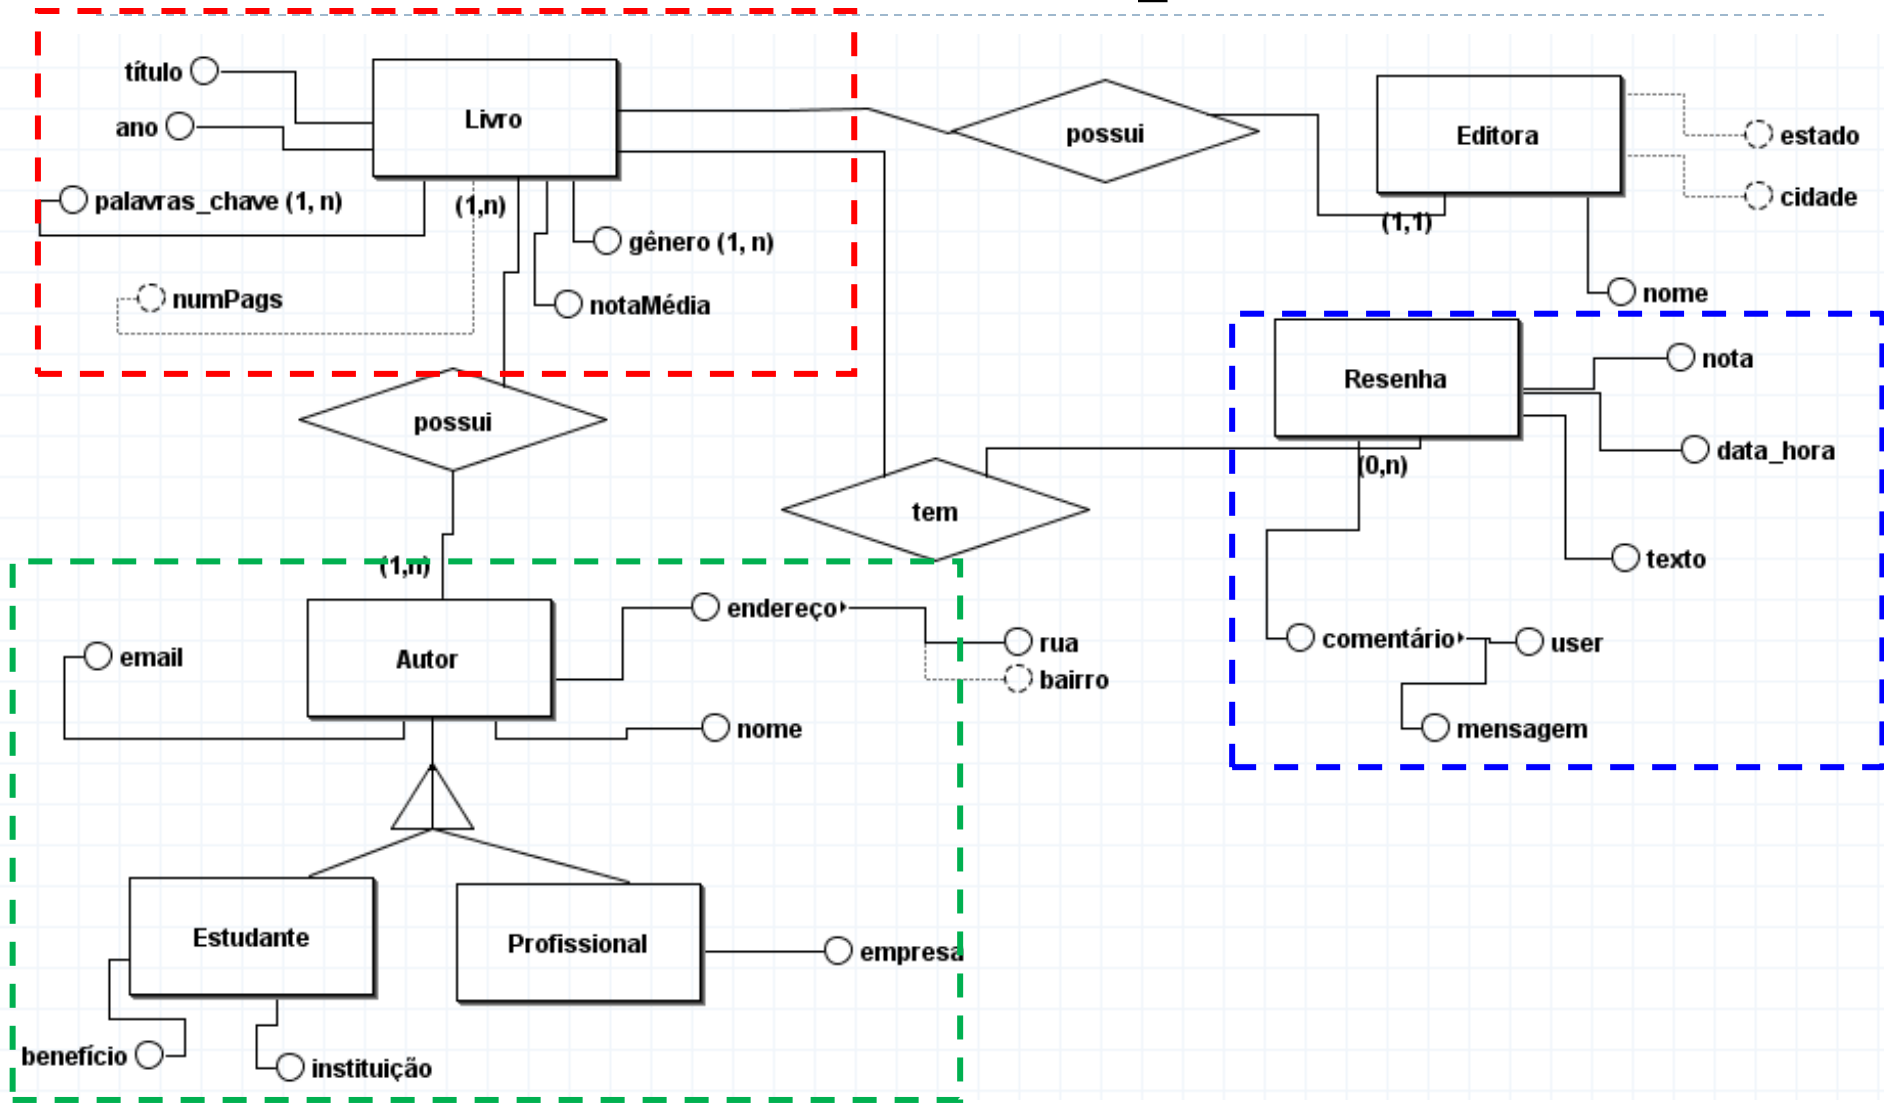 título
ano
palavras_chave (1, n)
numPags
Livro
(1,n)
gênero (1, n)
notaMédia
possui
Editora
estado
cidade
(1,1)
nome
possui
(1,n)
tem
Resenha
(0,n)
nota
data_hora
texto
comentário
user
mensagem
Autor
email
endereço
rua
bairro
nome
Estudante
Profissional
empresa
benefício
instituição